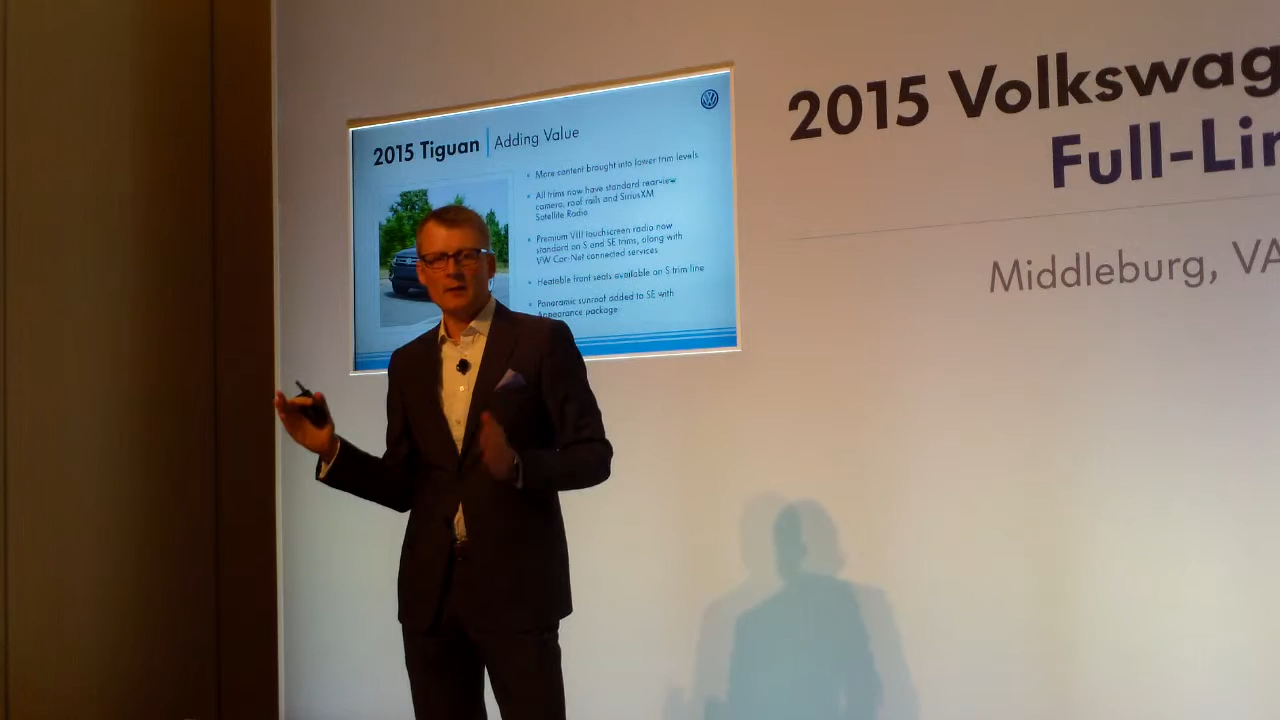 2015 Tiguan | Adding Value
• More content brought into lower trim levels
• All trims now have standard rearview
camera, roof rails and SiriusXM
Satellite Radio
• Premium VIII touchscreen radio now
standard on S and SE trims, along with
VW Car-Net connected services
• Heatable front seats available on S trim line
• Panoramic sunroof added to SE with
Appearance package
2015 Volkswag
Full-Lin
Middleburg, VA